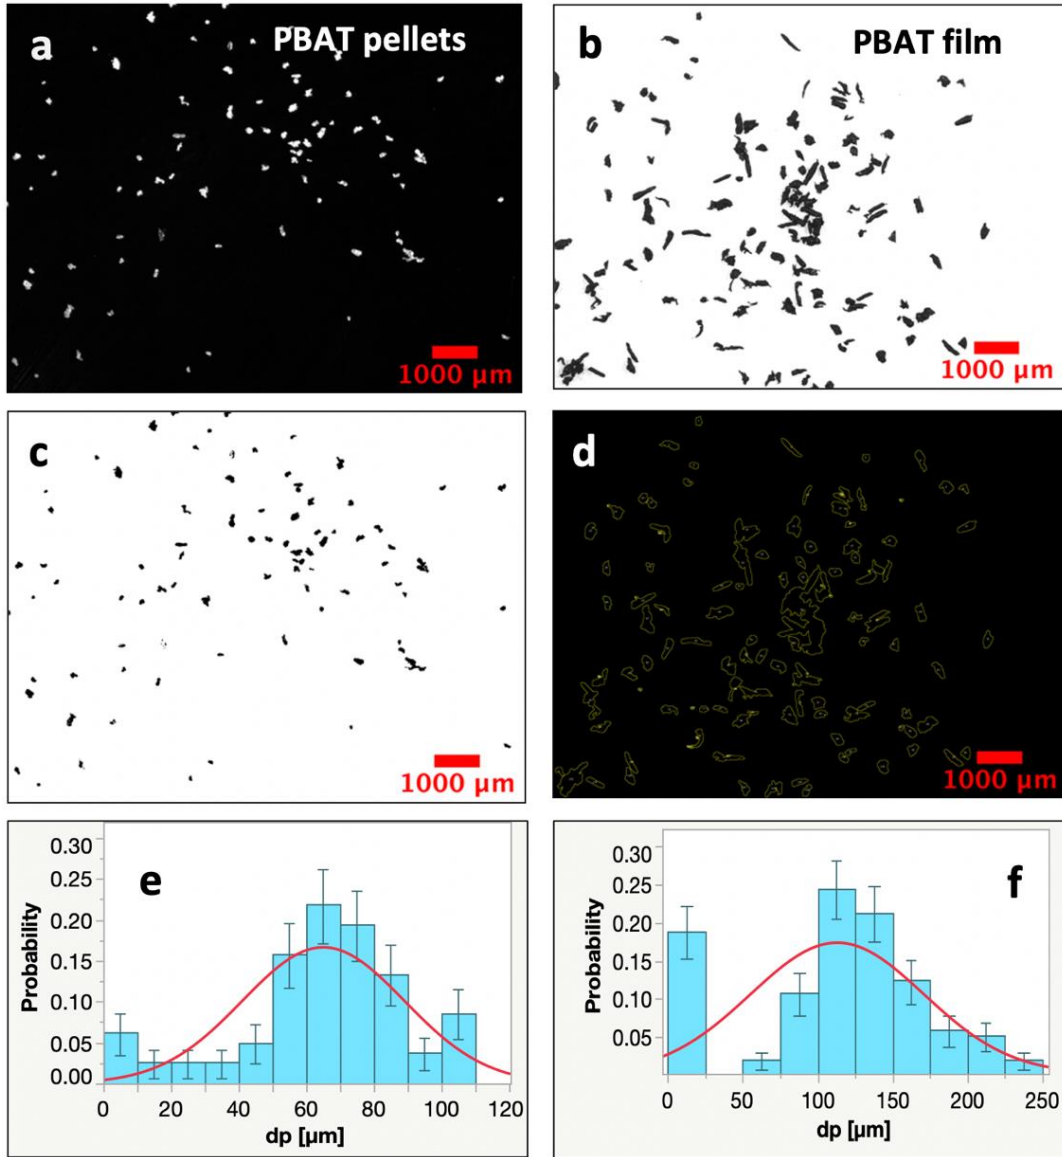 a
PBAT pellets
1000 µm
b
PBAT film
1000 µm
c
1000 µm
d
1000 µm
e
Probability
0.30
0.25
0.20
0.15
0.10
0.05
0.00
0 20 40 60 80 100 120
dp [µm]
f
Probability
0.30
0.25
0.20
0.15
0.10
0.05
0 50 100 150 200 250
dp [µm]